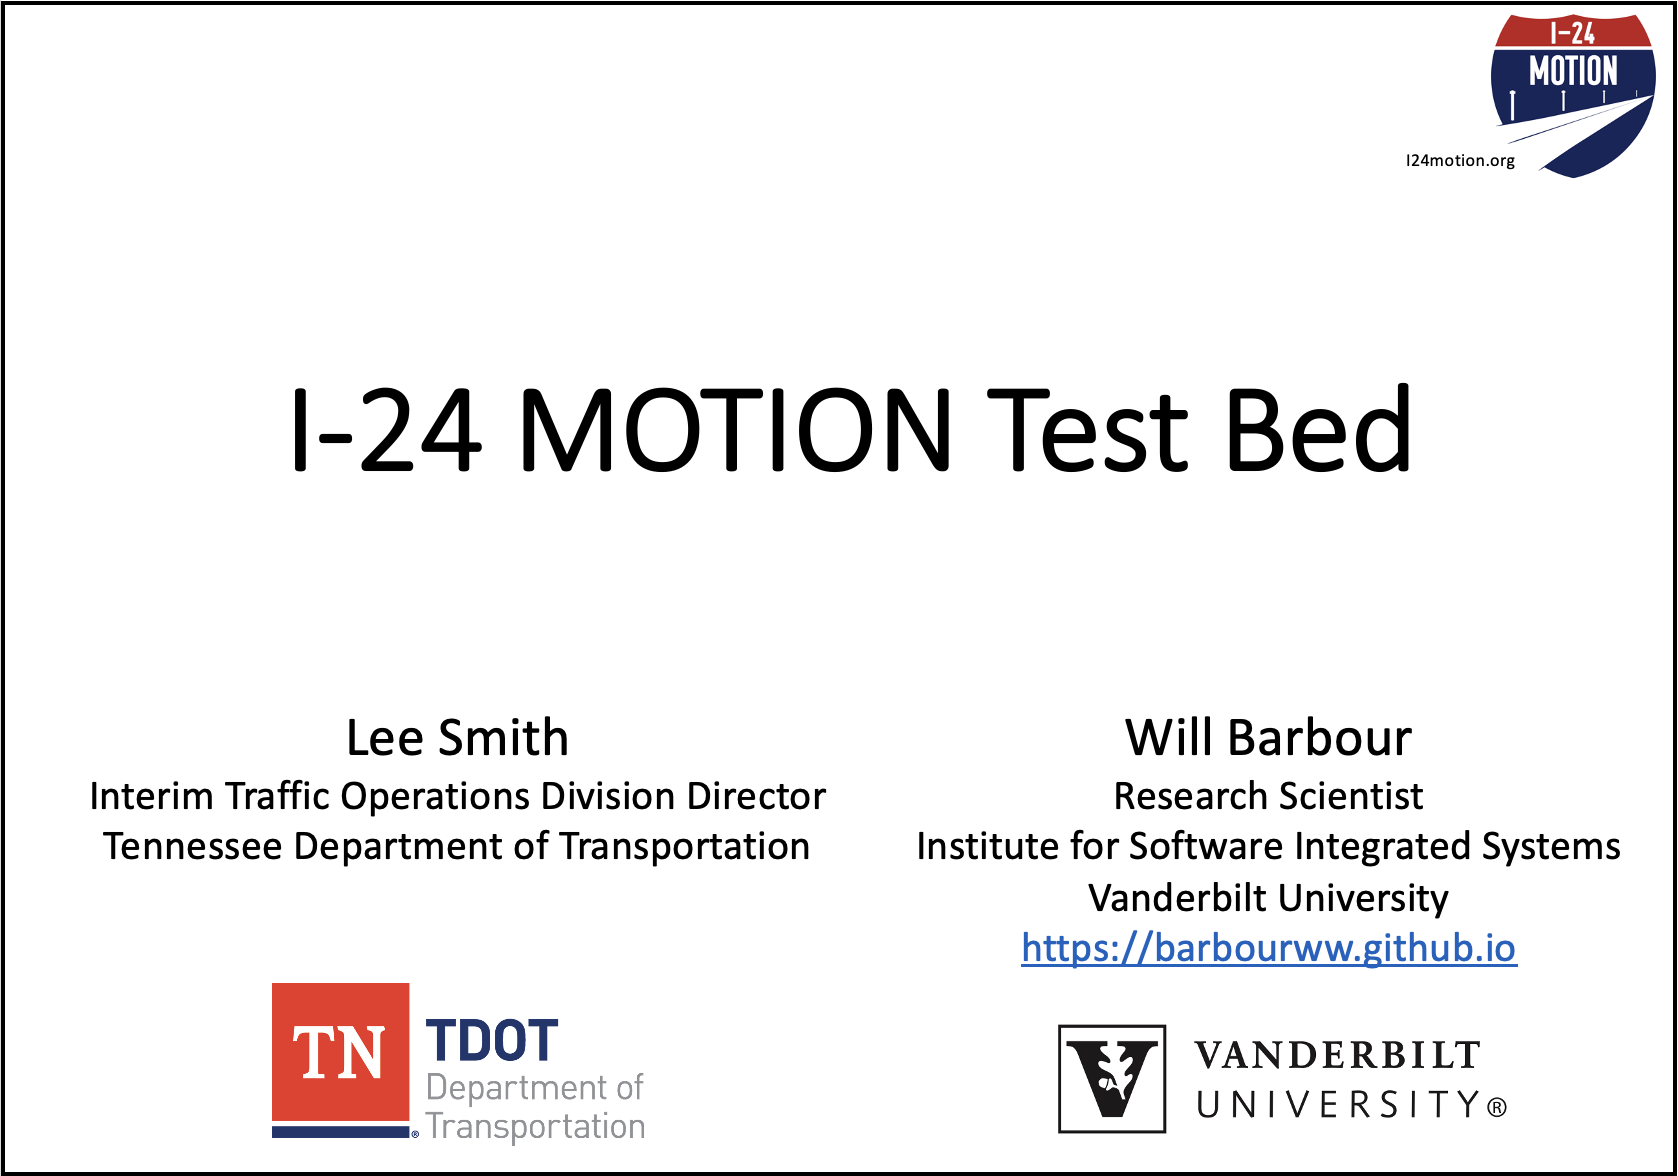 I-24
MOTION
I24motion.org
I-24 MOTION Test Bed
Lee Smith
Interim Traffic Operations Division Director
Tennessee Department of Transportation
Will Barbour
Research Scientist
Institute for Software Integrated Systems
Vanderbilt University
https://barbourww.github.io
TN
TDOT
Department of
Transportation
®
V
VANDERBILT
UNIVERSITY®